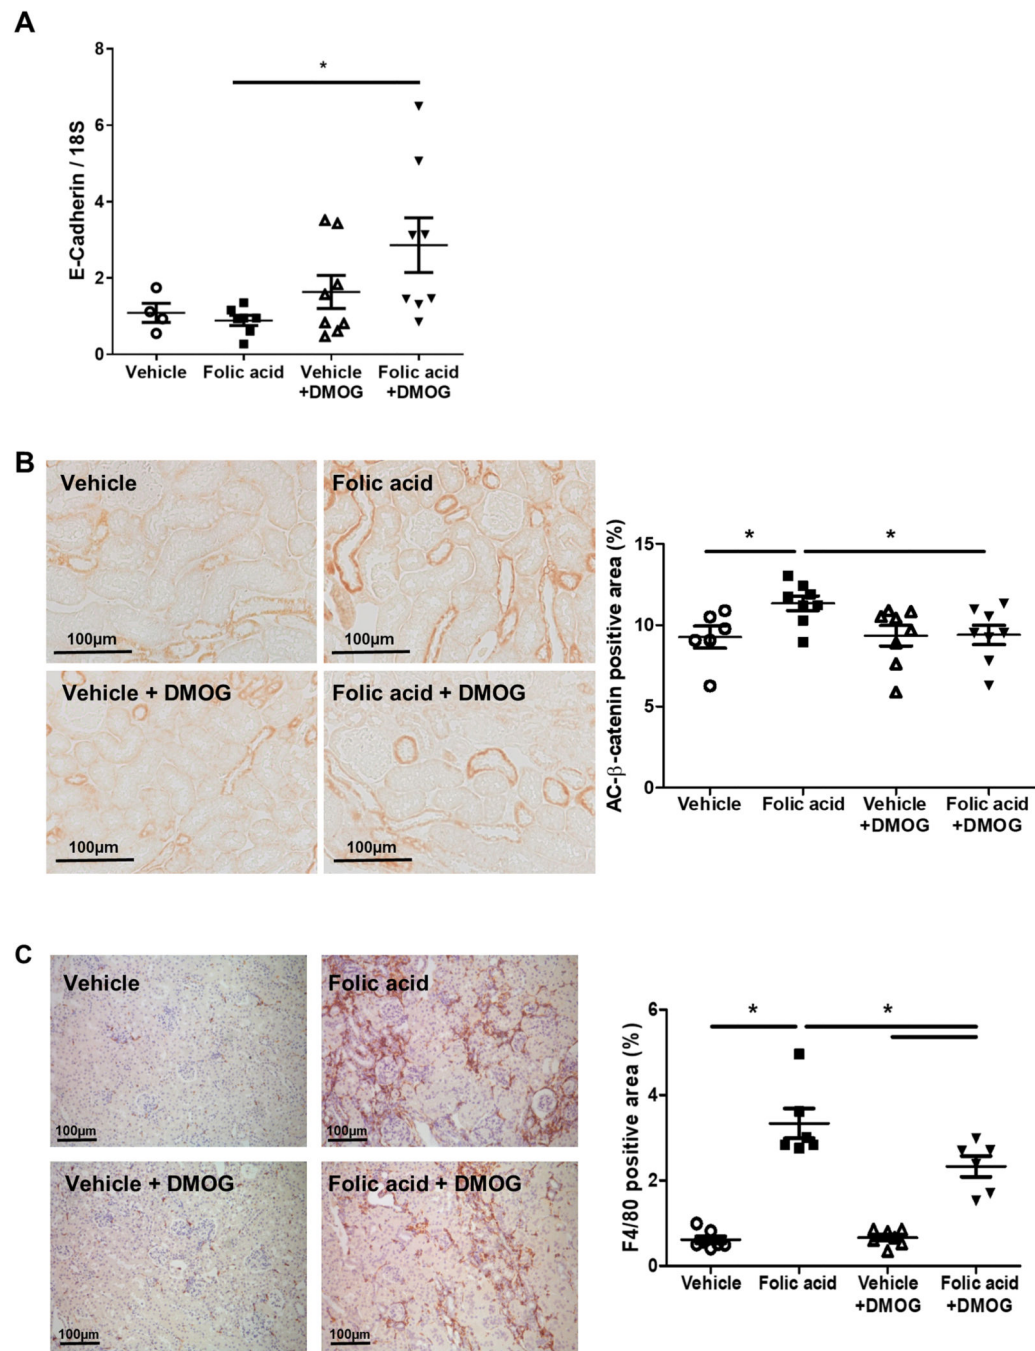 A
8
6
4
2
0
E-Cadherin / 18S
*
Vehicle
Folic acid
Vehicle
+DMOG
Folic acid
+DMOG
B
Vehicle
100µm
Folic acid
100µm
Vehicle + DMOG
100µm
Folic acid + DMOG
100µm
AC-β-catenin positive area (%)
15
10
5
0
*
*
Vehicle
Folic acid
Vehicle
+DMOG
Folic acid
+DMOG
C
Vehicle
100µm
Folic acid
100µm
Vehicle + DMOG
100µm
Folic acid + DMOG
100µm
F4/80 positive area (%)
6
4
2
0
*
*
Vehicle
Folic acid
Vehicle
+DMOG
Folic acid
+DMOG